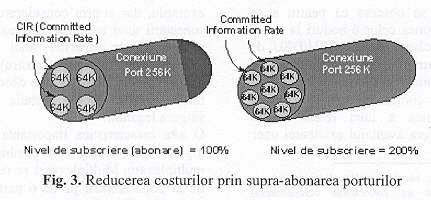 CIR (Committed
Information Rate)
Conexiune
Port 256K
64K 64K
64K 64K
Nivel de subscriere (abonare) = 100%
Committed
Information Rate
Conexiune
Port 256 K
64K
64K
64K
64K
64K
64K
64K
64K
Nivel de subscriere = 200%
Fig. 3. Reducerea costurilor prin supra-abonarea porturilor